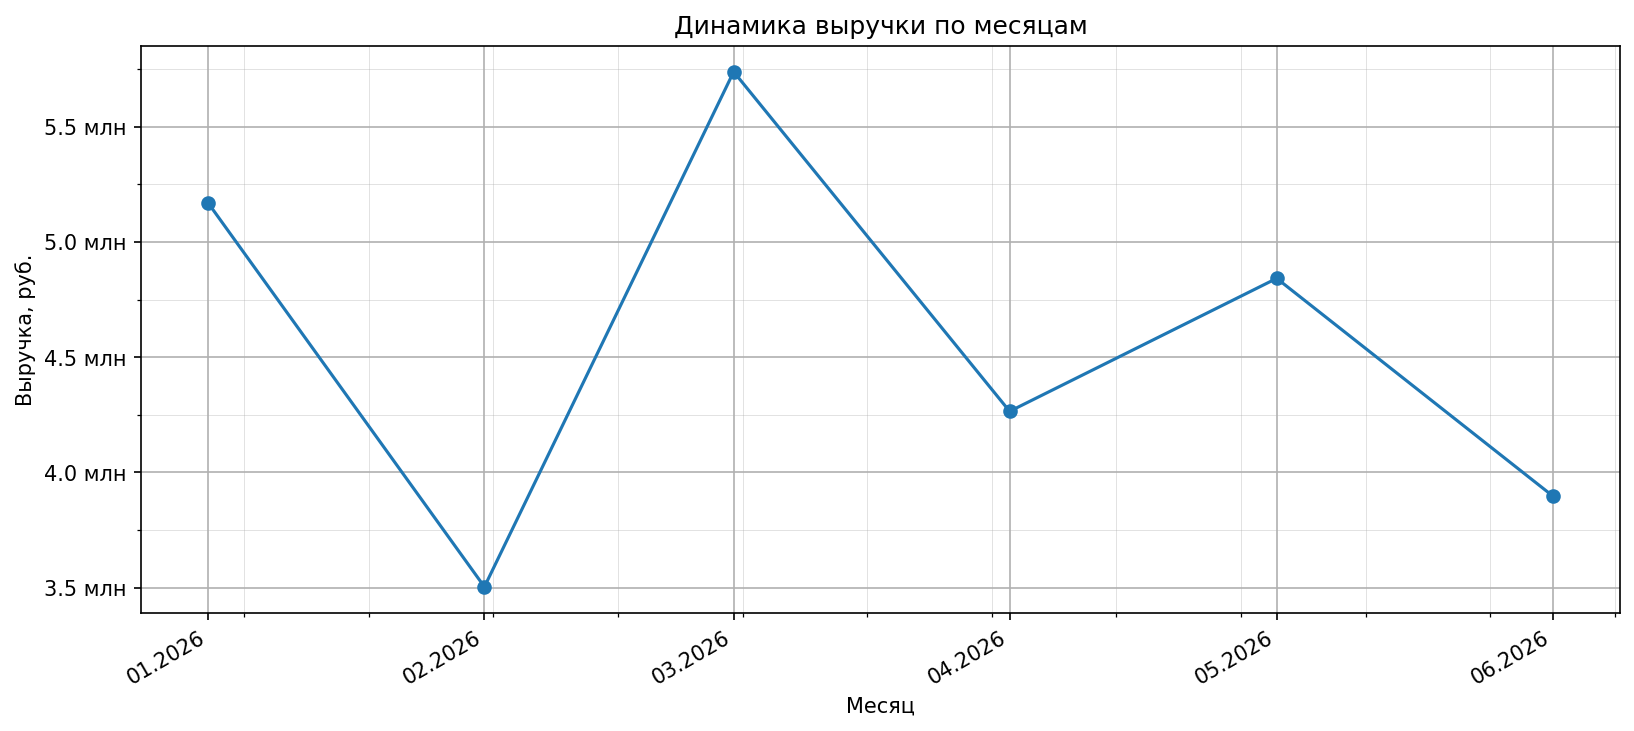 Динамика выручки по месяцам
Выручка, руб.
5.5 млн
5.0 млн
4.5 млн
4.0 млн
3.5 млн
01.2026
02.2026
03.2026
04.2026
05.2026
06.2026
Месяц